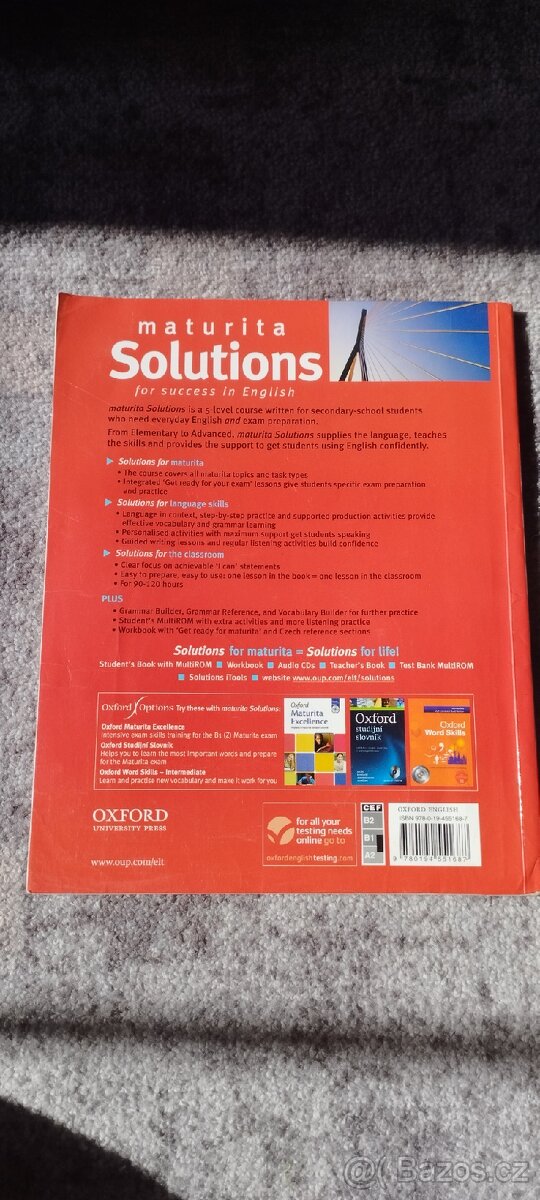 maturita
Solutions
for success in English
maturita Solutions is a 5-level course written for secondary-school students
who need everyday English and exam preparation.
From Elementary to Advanced, maturita Solutions supplies the language, teaches
the skills and provides the support to get students using English confidently.
Solutions for maturita
• The course covers all maturita topics and task types
• Integrated 'Get ready for your exam' lessons give students specific exam preparation
and practice
Solutions for language skills
• Language in context, step-by-step practice and supported production activities provide
effective vocabulary and grammar learning
• Personalised activities with maximum support get students speaking
• Guided writing lessons and regular listening activities build confidence
Solutions for the classroom
• Clear focus on achievable 'I can' statements
• Easy to prepare, easy to use: one lesson in the book = one lesson in the classroom
• For 90-120 hours
PLUS
• Grammar Builder, Grammar Reference, and Vocabulary Builder for further practice
• Student's MultiROM with extra activities and more listening practice
• Workbook with 'Get ready for maturita' and Czech reference sections
Solutions for maturita = Solutions for life!
Student's Book with MultiROM ■ Workbook ■ Audio CDs ■ Teacher's Book ■ Test Bank MultiROM
■ Solutions iTools ■ website www.oup.com/elt/solutions
Oxford Options Try these with maturita Solutions:
Oxford Maturita Excellence
Intensive exam skills training for the B1 (Z) Maturita exam
Oxford Studijní Slovník
Helps you to learn the most important words and prepare
for the Maturita exam
Oxford Word Skills – Intermediate
Learn and practise new vocabulary and make it work for you
Oxford
Maturita
Excellence
Oxford
studijní
slovník
Oxford
Word Skills
OXFORD
UNIVERSITY PRESS
www.oup.com/elt
for all your
testing needs
online go to
oxfordenglishtesting.com
CEF
B2
B1
A2
OXFORD ENGLISH
ISBN 978-0-19-455168-7
9 780194 551687
@ Bazos.cz